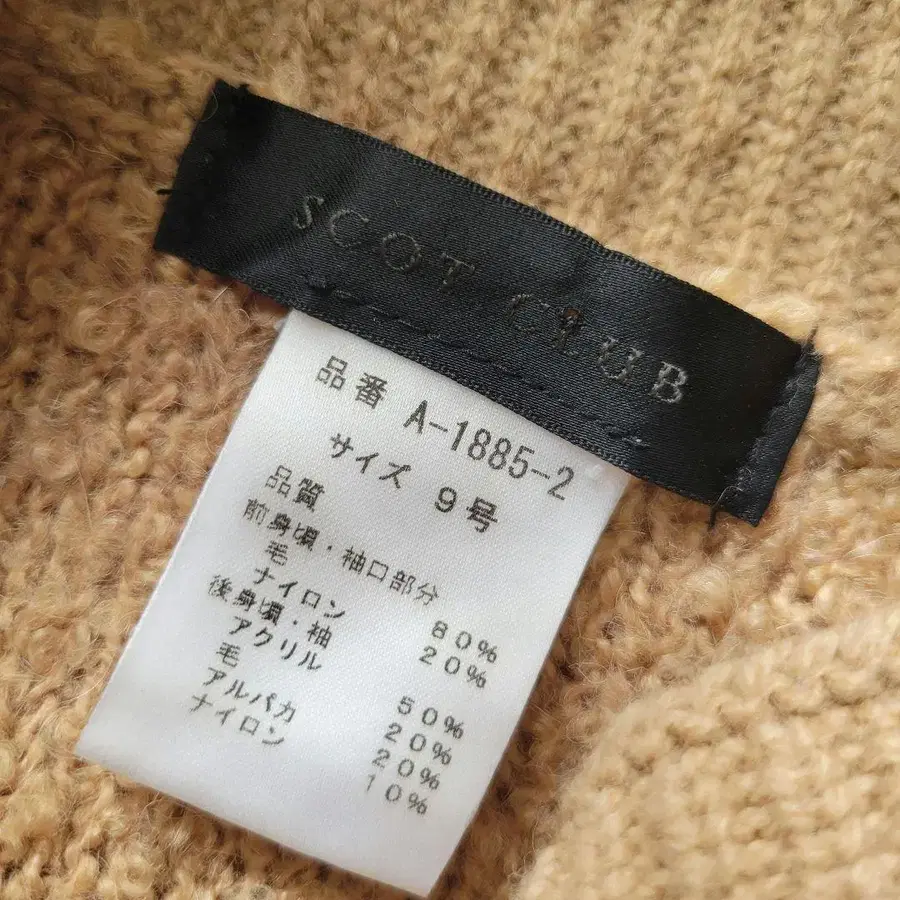 SCOT CLUB
品番 A-1885-2
サイズ 9号
品質
前身頃・袖口部分
毛 80%
ナイロン 20%
後身頃・袖
アクリル 50%
毛 20%
アルパカ 20%
ナイロン 10%